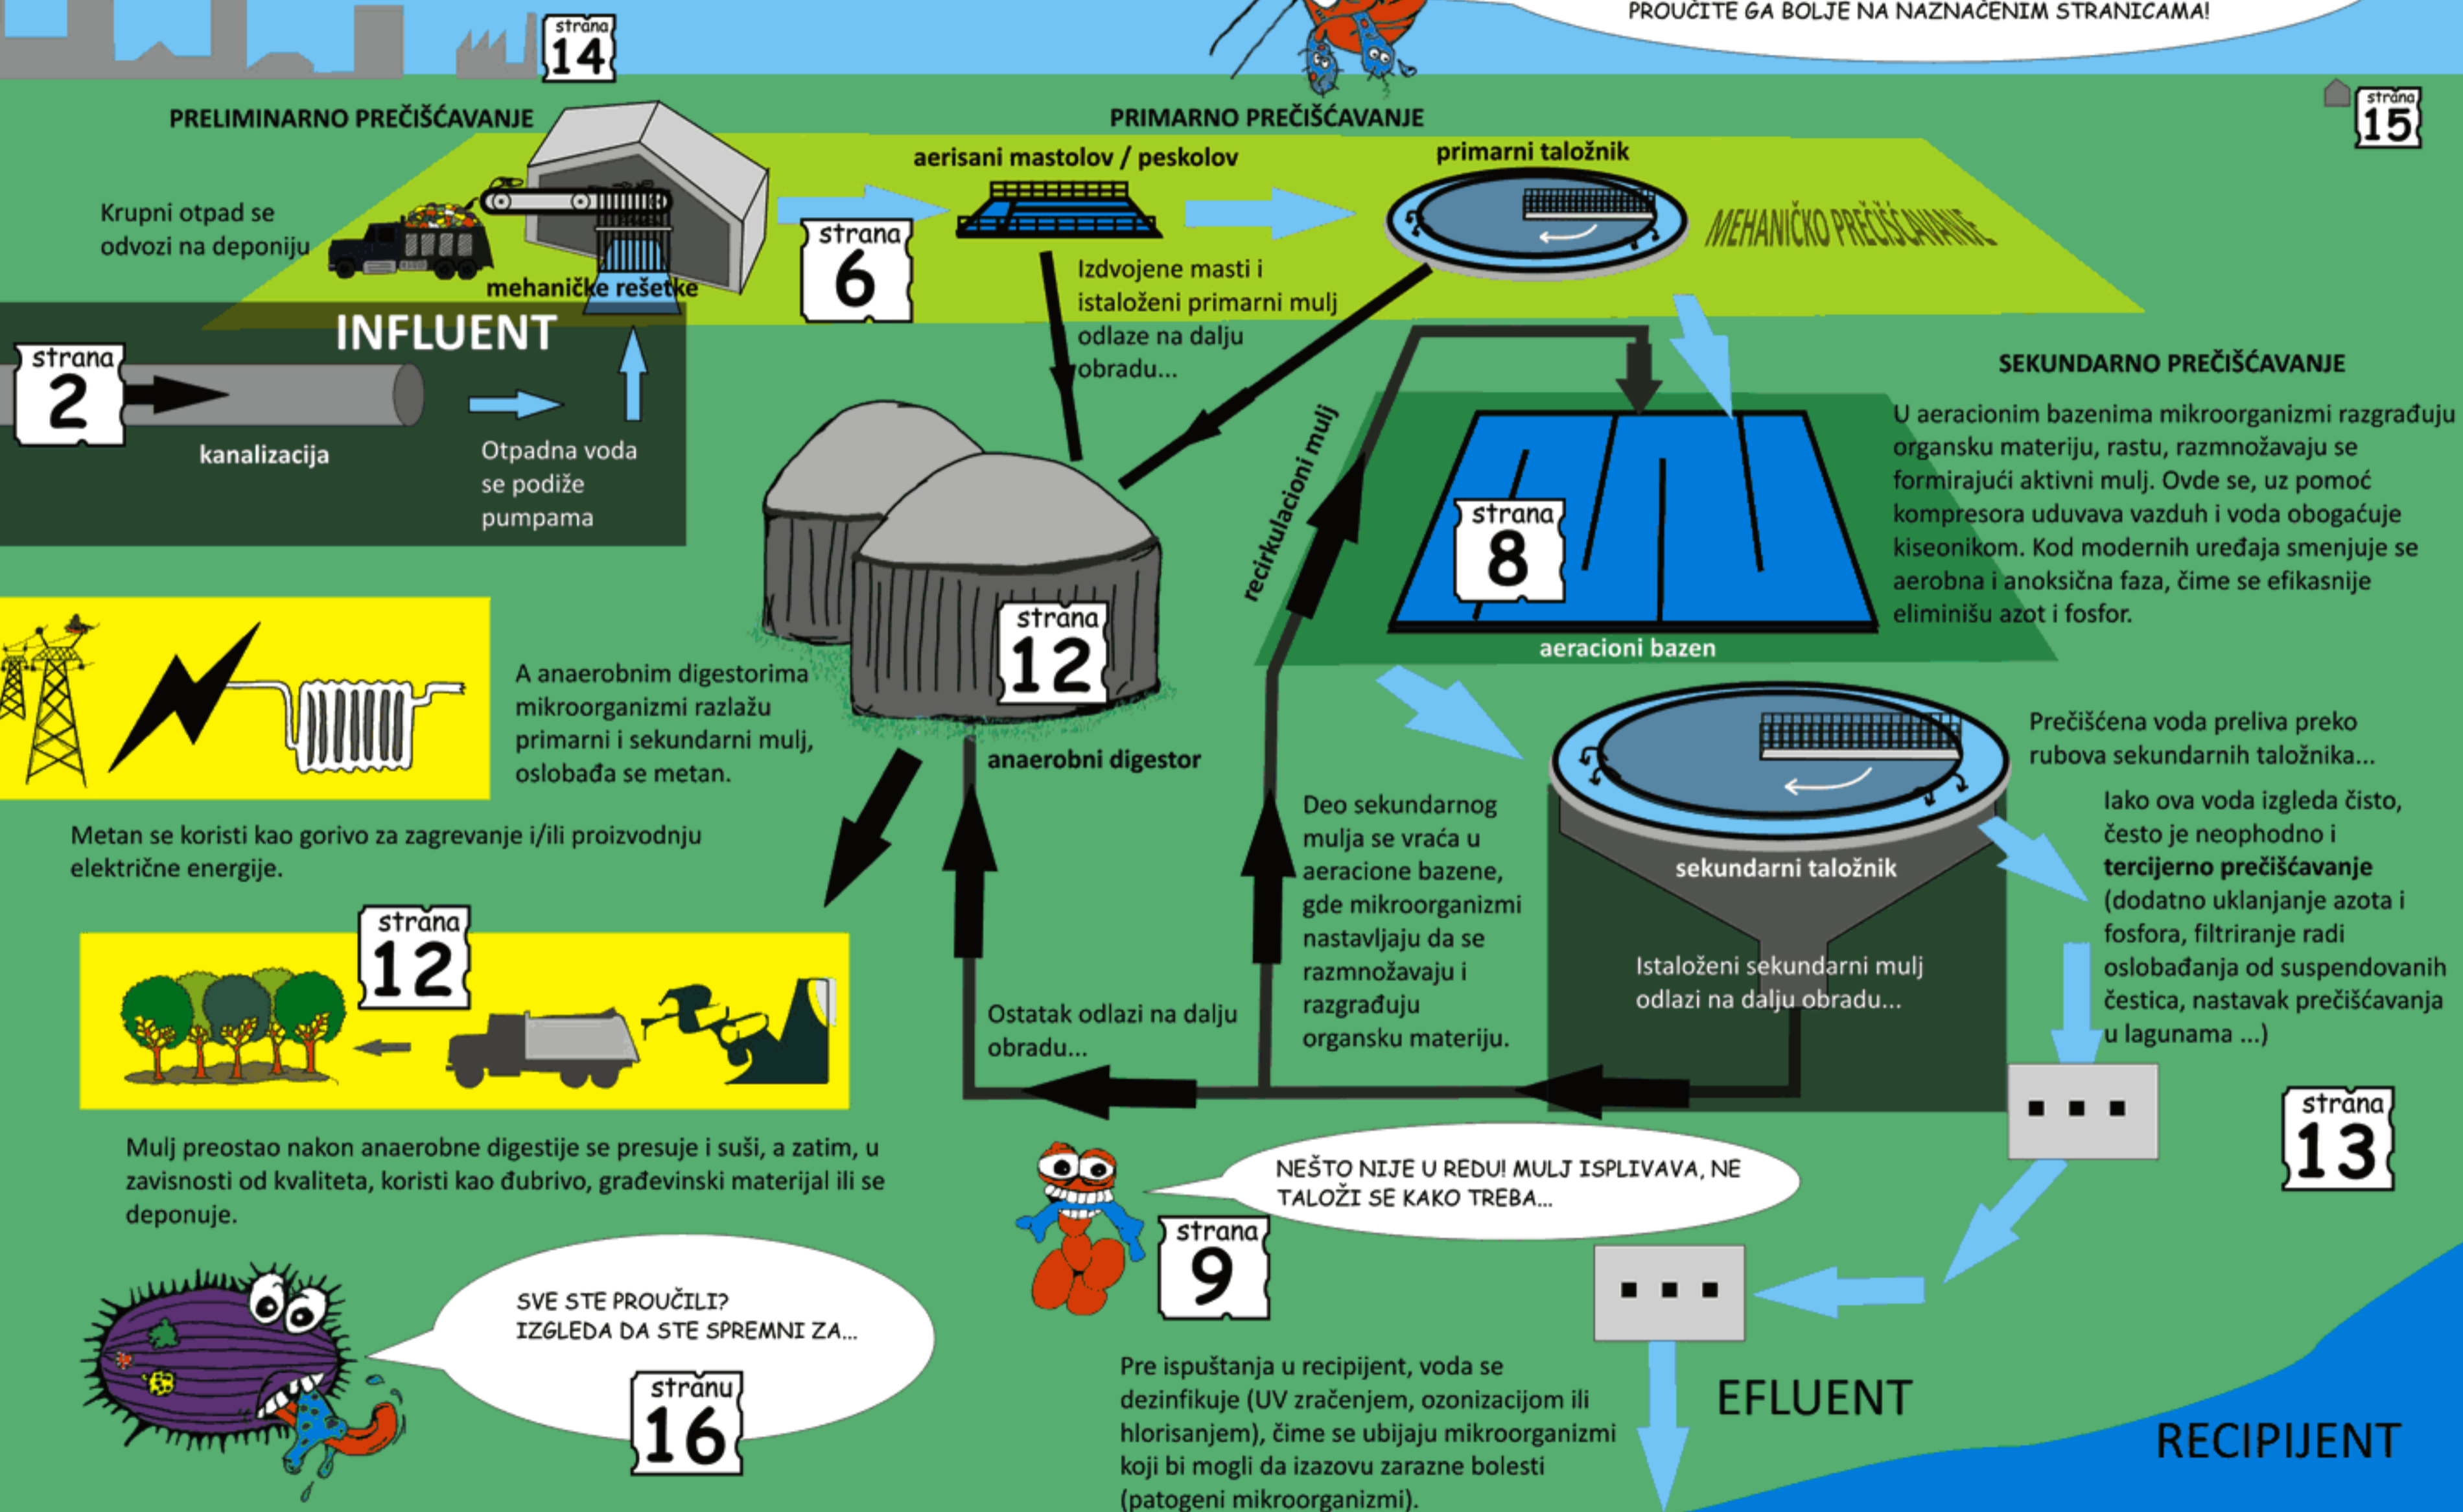 PROUČITE GA BOLJE NA NAZNAČENIM STRANICAMA!
strana
14
strana
15
PRELIMINARNO PREČIŠĆAVANJE
PRIMARNO PREČIŠĆAVANJE
aerisani mastolov / peskolov
primarni taložnik
Krupni otpad se
odvozi na deponiju
mehaničke rešetke
strana
6
MEHANIČKO PREČIŠĆAVANJE
Izdvojene masti i
istaloženi primarni mulj
odlaze na dalju
obradu...
INFLUENT
strana
2
kanalizacija
Otpadna voda
se podiže
pumpama
recirkulacioni mulj
SEKUNDARNO PREČIŠĆAVANJE
U aeracionim bazenima mikroorganizmi razgrađuju
organsku materiju, rastu, razmnožavaju se
formirajući aktivni mulj. Ovde se, uz pomoć
kompresora uduvava vazduh i voda obogaćuje
kiseonikom. Kod modernih uređaja smenjuje se
aerobna i anoksična faza, čime se efikasnije
eliminišu azot i fosfor.
strana
8
aeracioni bazen
strana
12
anaerobni digestor
A anaerobnim digestorima
mikroorganizmi razlažu
primarni i sekundarni mulj,
oslobađa se metan.
Metan se koristi kao gorivo za zagrevanje i/ili proizvodnju
električne energije.
Prečišćena voda preliva preko
rubova sekundarnih taložnika...
Iako ova voda izgleda čisto,
često je neophodno i
tercijerno prečišćavanje
(dodatno uklanjanje azota i
fosfora, filtriranje radi
oslobađanja od suspendovanih
čestica, nastavak prečišćavanja
u lagunama ...)
Deo sekundarnog
mulja se vraća u
aeracione bazene,
gde mikroorganizmi
nastavljaju da se
razmnožavaju i
razgrađuju
organsku materiju.
sekundarni taložnik
Istaloženi sekundarni mulj
odlazi na dalju obradu...
Ostatak odlazi na dalju
obradu...
strana
12
Mulj preostao nakon anaerobne digestije se presuje i suši, a zatim, u
zavisnosti od kvaliteta, koristi kao đubrivo, građevinski materijal ili se
deponuje.
strana
13
NEŠTO NIJE U REDU! MULJ ISPLIVAVA, NE
TALOŽI SE KAKO TREBA...
strana
9
SVE STE PROUČILI?
IZGLEDA DA STE SPREMNI ZA...
stranu
16
Pre ispuštanja u recipijent, voda se
dezinfikuje (UV zračenjem, ozonizacijom ili
hlorisanjem), čime se ubijaju mikroorganizmi
koji bi mogli da izazovu zarazne bolesti
(patogeni mikroorganizmi).
EFLUENT
RECIPIJENT